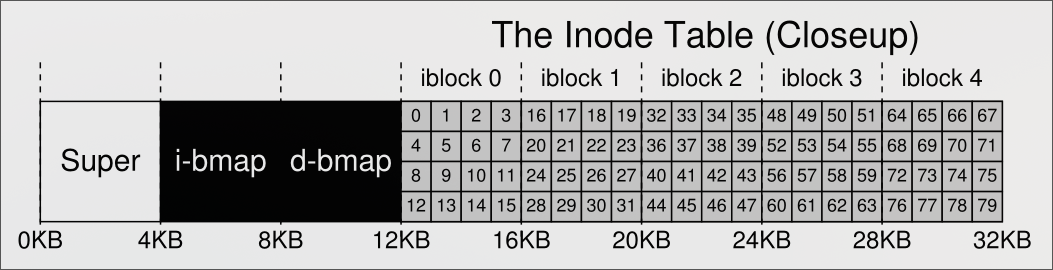 The Inode Table (Closeup)
iblock 0 iblock 1 iblock 2 iblock 3 iblock 4
0 1 2 3 16 17 18 19 32 33 34 35 48 49 50 51 64 65 66 67
4 5 6 7 20 21 22 23 36 37 38 39 52 53 54 55 68 69 70 71
Super i-bmap d-bmap
8 9 10 11 24 25 26 27 40 41 42 43 56 57 58 59 72 73 74 75
12 13 14 15 28 29 30 31 44 45 46 47 60 61 62 63 76 77 78 79
0KB 4KB 8KB 12KB 16KB 20KB 24KB 28KB 32KB